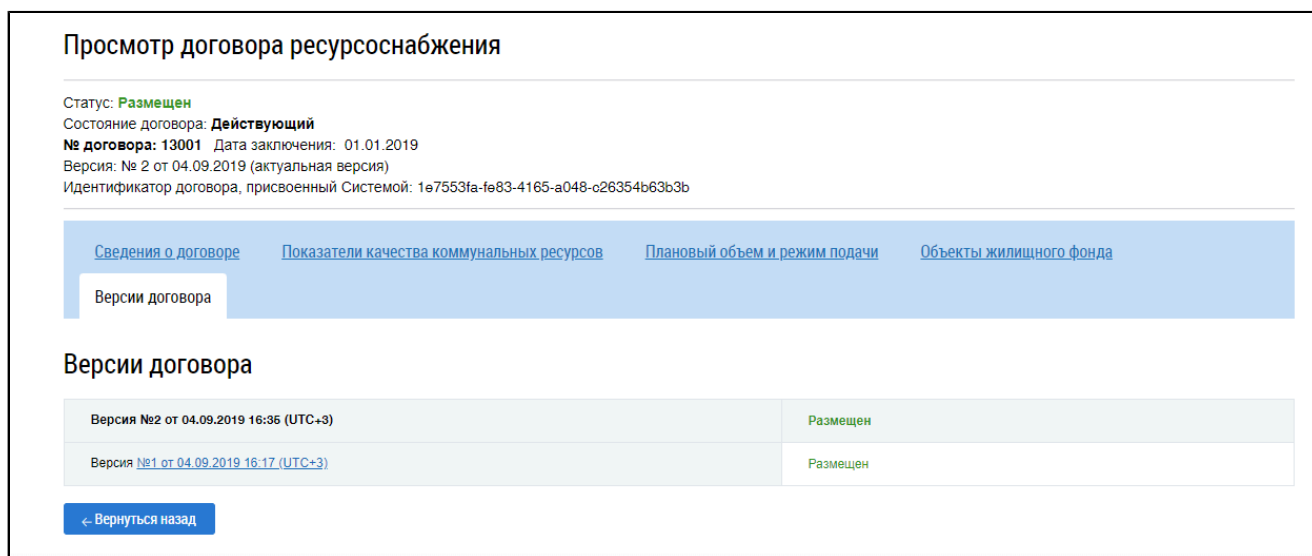 Просмотр договора ресурсоснабжения
Статус: Размещен
Состояние договора: Действующий
№ договора: 13001 Дата заключения: 01.01.2019
Версия: № 2 от 04.09.2019 (актуальная версия)
Идентификатор договора, присвоенный Системой: 1e7553fa-fe83-4165-a048-c26354b63b3b
Сведения о договоре Показатели качества коммунальных ресурсов Плановый объем и режим подачи Объекты жилищного фонда
Версии договора
Версии договора
Версия №2 от 04.09.2019 16:35 (UTC+3) Размещен
Версия №1 от 04.09.2019 16:17 (UTC+3) Размещен
← Вернуться назад